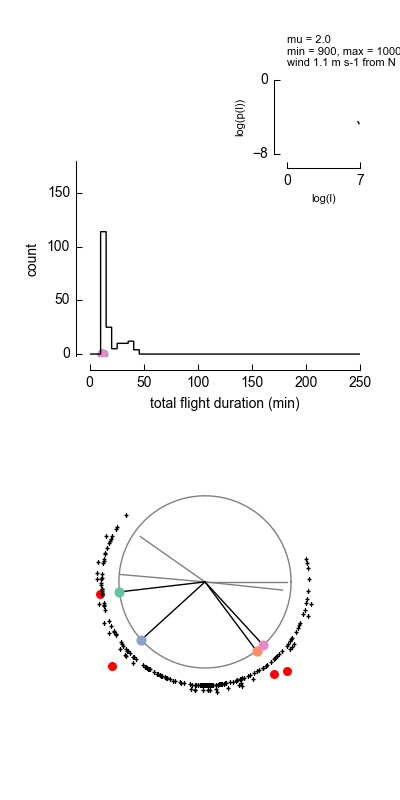 mu = 2.0
min = 900, max = 1000
wind 1.1 m s-1 from N
0
−8
log(p(l))
0 7
log(l)
150
100
50
0
count
0 50 100 150 200 250
total flight duration (min)